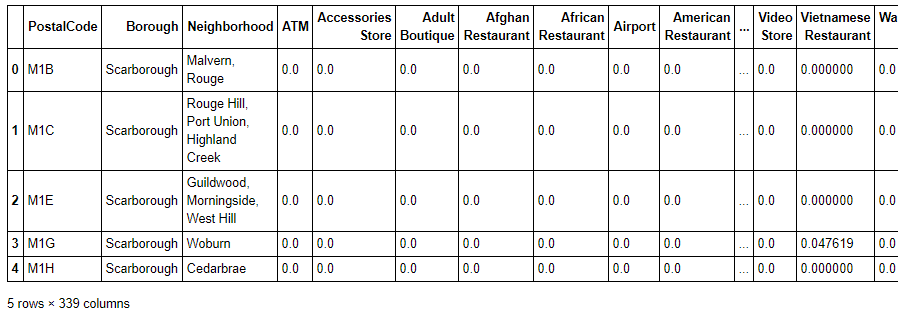 PostalCode Borough Neighborhood ATM Accessories Store Adult Boutique Afghan Restaurant African Restaurant Airport American Restaurant ... Video Store Vietnamese Restaurant Wa
0 M1B Scarborough Malvern, Rouge 0.0 0.0 0.0 0.0 0.0 0.0 0.0 ... 0.0 0.000000 0.0
1 M1C Scarborough Rouge Hill, Port Union, Highland Creek 0.0 0.0 0.0 0.0 0.0 0.0 0.0 ... 0.0 0.000000 0.0
2 M1E Scarborough Guildwood, Morningside, West Hill 0.0 0.0 0.0 0.0 0.0 0.0 0.0 ... 0.0 0.000000 0.0
3 M1G Scarborough Woburn 0.0 0.0 0.0 0.0 0.0 0.0 0.0 ... 0.0 0.047619 0.0
4 M1H Scarborough Cedarbrae 0.0 0.0 0.0 0.0 0.0 0.0 0.0 ... 0.0 0.000000 0.0
5 rows × 339 columns